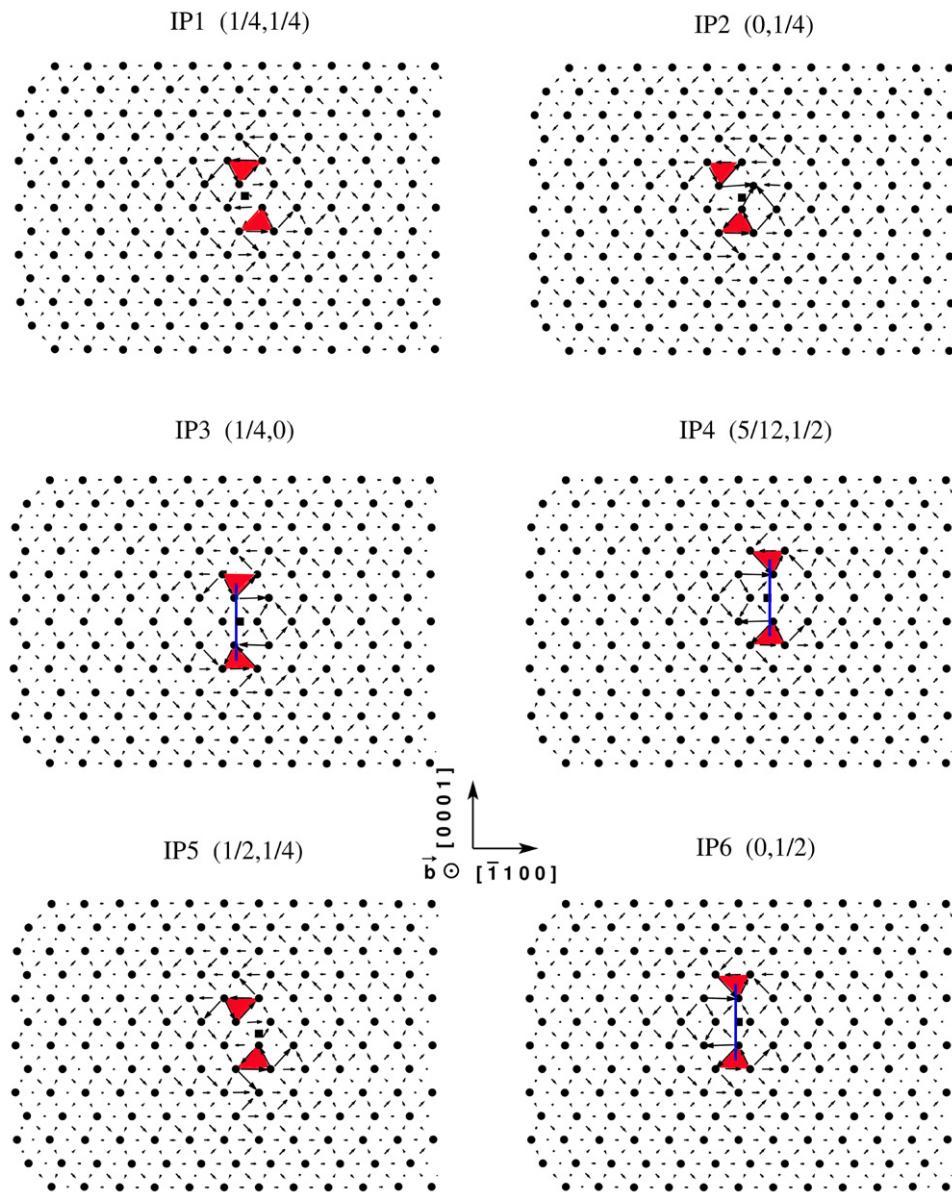 IP1 (1/4,1/4)
IP2 (0,1/4)
IP3 (1/4,0)
IP4 (5/12,1/2)
[0001]
b⃗ ⊙ [1̄100]
IP5 (1/2,1/4)
IP6 (0,1/2)